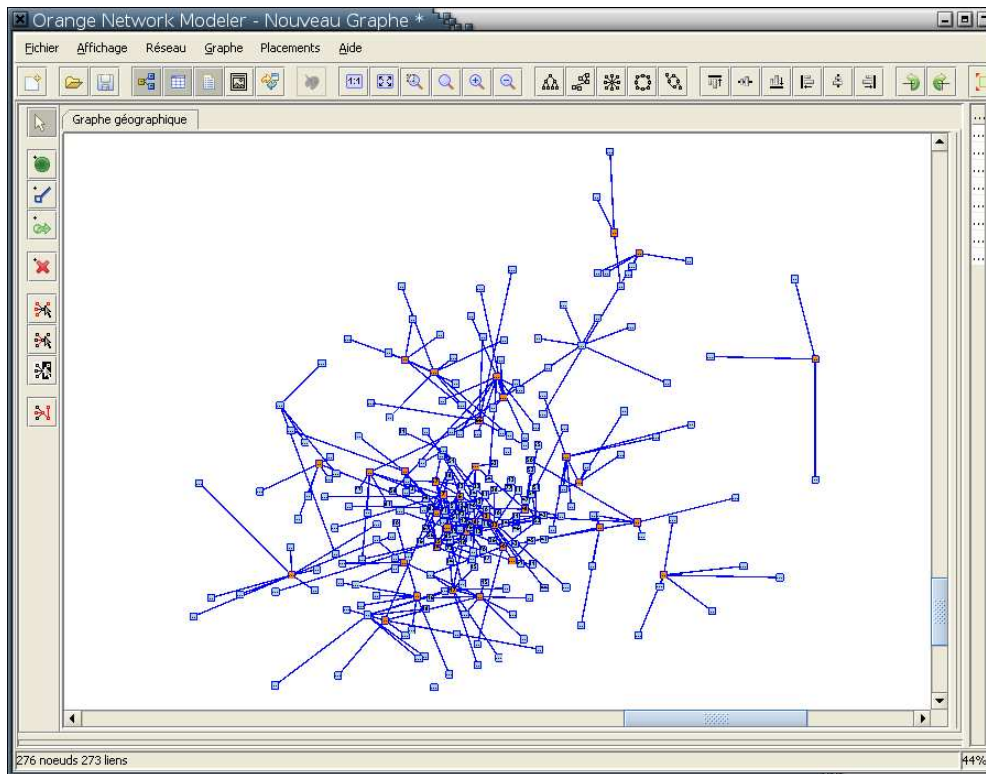 Orange Network Modeler - Nouveau Graphe *
Fichier Affichage Réseau Graphe Placements Aide
1:1
Graphe géographique
276 noeuds 273 liens
44%